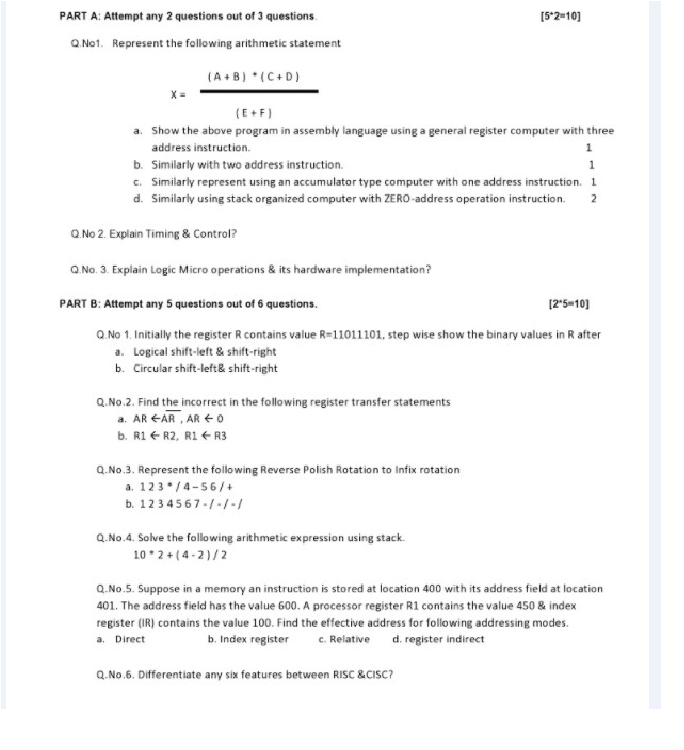 PART A: Attempt any 2 questions out of 3 questions. [5*2=10]
Q.No1. Represent the following arithmetic statement
(A + B) * (C + D)
X =
(E + F)
a. Show the above program in assembly language using a general register computer with three
address instruction. 1
b. Similarly with two address instruction. 1
c. Similarly represent using an accumulator type computer with one address instruction. 1
d. Similarly using stack organized computer with ZERO-address operation instruction. 2
Q.No 2. Explain Timing & Control?
Q.No. 3. Explain Logic Micro operations & its hardware implementation?
PART B: Attempt any 5 questions out of 6 questions. [2*5=10]
Q.No 1. Initially the register R contains value R=11011101, step wise show the binary values in R after
a. Logical shift-left & shift-right
b. Circular shift-left& shift-right
Q.No.2. Find the incorrect in the following register transfer statements
a. AR ← A̅R̅ , AR ← 0
b. R1 ← R2, R1 ← R3
Q.No.3. Represent the following Reverse Polish Rotation to Infix rotation
a. 1 2 3 * / 4 – 5 6 / +
b. 1 2 3 4 5 6 7 - / - / - /
Q.No.4. Solve the following arithmetic expression using stack.
10 * 2 + ( 4 - 2 ) / 2
Q.No.5. Suppose in a memory an instruction is stored at location 400 with its address field at location
401. The address field has the value 600. A processor register R1 contains the value 450 & index
register (IR) contains the value 100. Find the effective address for following addressing modes.
a. Direct b. Index register c. Relative d. register indirect
Q.No.6. Differentiate any six features between RISC &CISC?